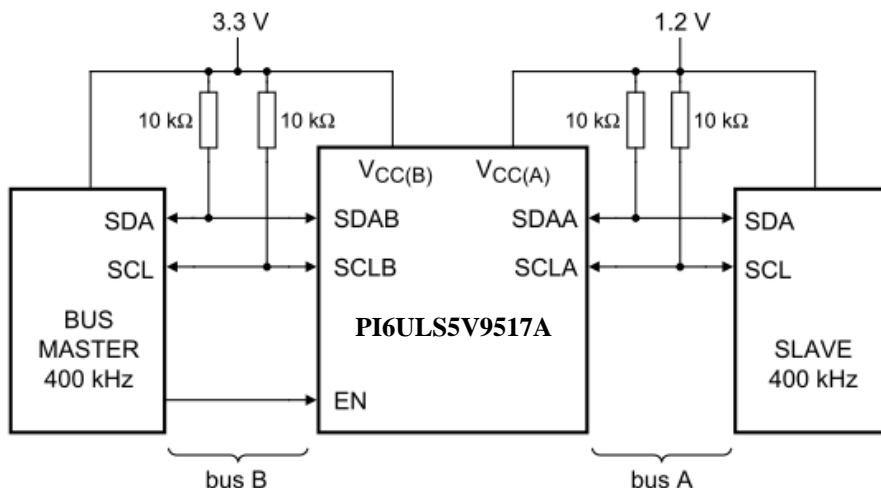 3.3 V
1.2 V
10 kΩ
10 kΩ
10 kΩ
10 kΩ
VCC(B)
VCC(A)
SDA
SDAB
SDAA
SDA
SCL
SCLB
SCLA
SCL
PI6ULS5V9517A
BUS
MASTER
400 kHz
SLAVE
400 kHz
EN
bus B
bus A